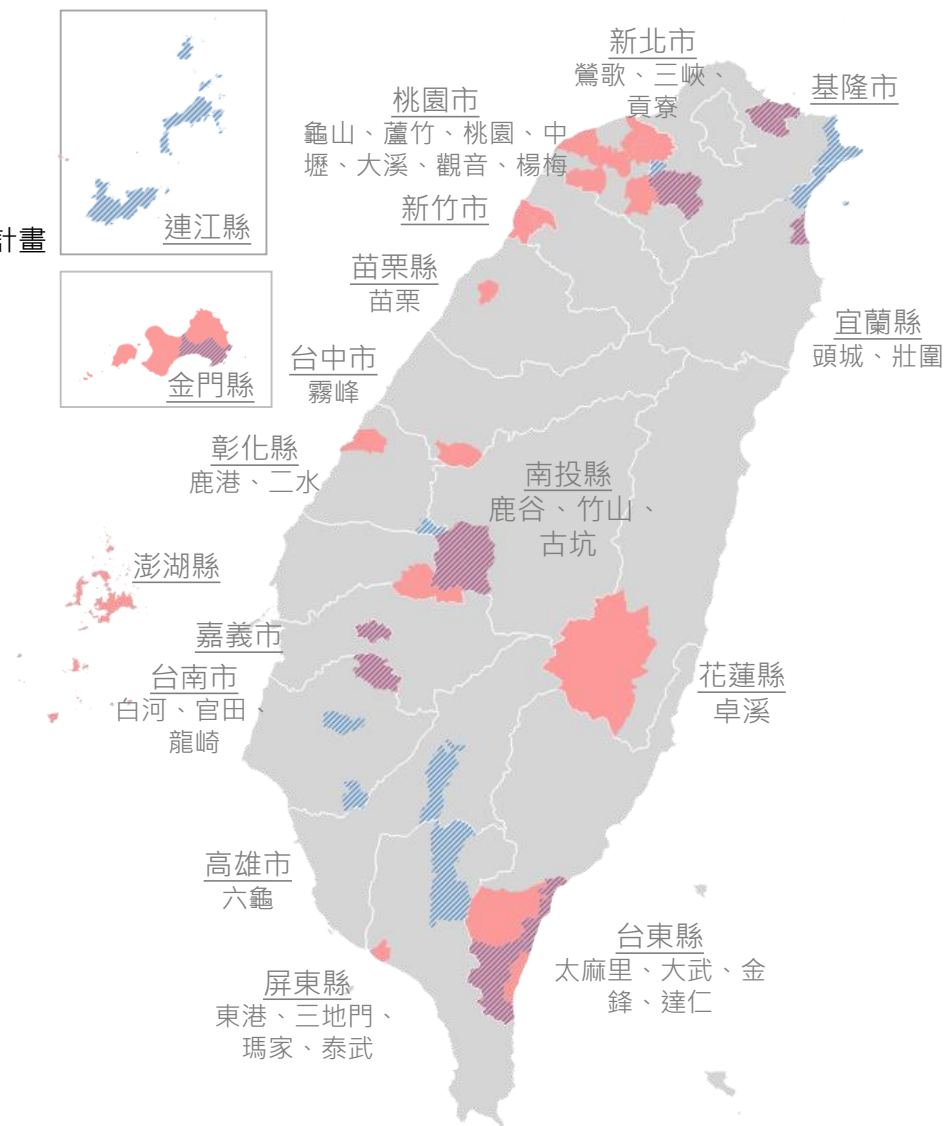 新北市
鶯歌、三峽、
貢寮
基隆市
桃園市
龜山、蘆竹、桃園、中
壢、大溪、觀音、楊梅
新竹市
連江縣
計畫
苗栗縣
苗栗
金門縣
宜蘭縣
頭城、壯圍
台中市
霧峰
彰化縣
鹿港、二水
南投縣
鹿谷、竹山、
古坑
澎湖縣
嘉義市
台南市
白河、官田、
龍崎
花蓮縣
卓溪
高雄市
六龜
台東縣
太麻里、大武、金
鋒、達仁
屏東縣
東港、三地門、
瑪家、泰武